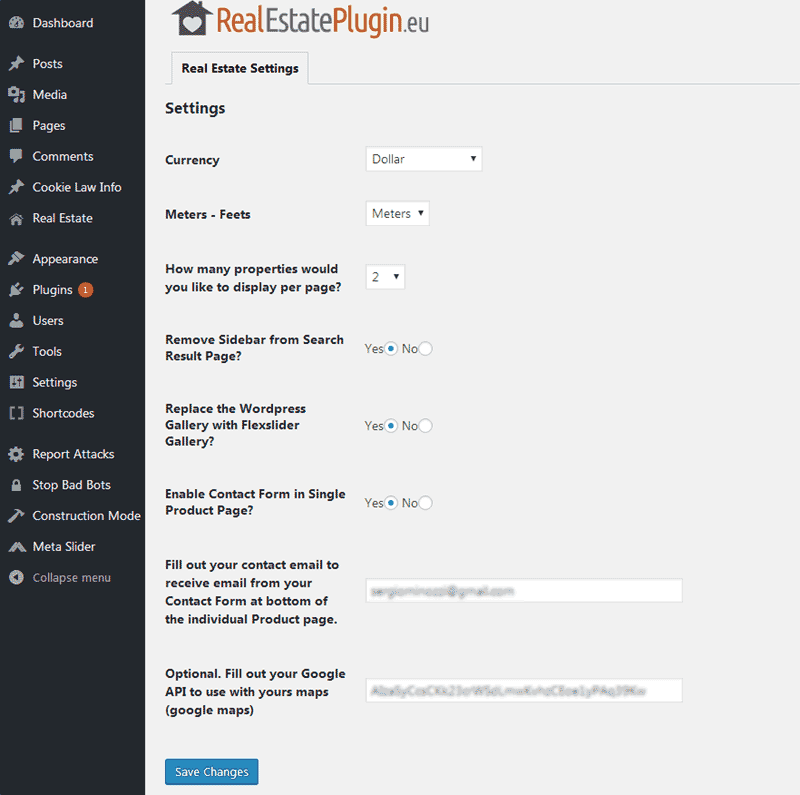 Dashboard
Posts
Media
Pages
Comments
Cookie Law Info
Real Estate
Appearance
Plugins 1
Users
Tools
Settings
Shortcodes
Report Attacks
Stop Bad Bots
Construction Mode
Meta Slider
Collapse menu
RealEstatePlugin.eu
Real Estate Settings
Settings
Currency
Dollar
Meters - Feets
Meters
How many properties would
you like to display per page?
2
Remove Sidebar from Search
Result Page?
Yes No
Replace the Wordpress
Gallery with Flexslider
Gallery?
Yes No
Enable Contact Form in Single
Product Page?
Yes No
Fill out your contact email to
receive email from your
Contact Form at bottom of
the individual Product page.
Optional. Fill out your Google
API to use with yours maps
(google maps)
Save Changes